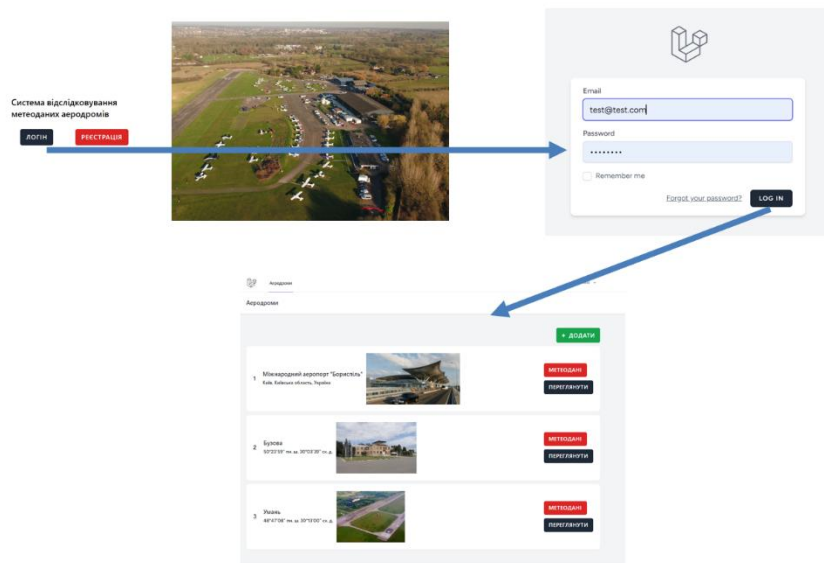 Система відслідковування
метеоданих аеродромів
ЛОГІН
РЕЄСТРАЦІЯ
Email
test@test.com
Password
Remember me
Forgot your password?
LOG IN
Аеродроми
Аеродроми
+ ДОДАТИ
1
Міжнародний аеропорт "Бориспіль"
Київ, Київська область, Україна
МЕТЕОДАНІ
ПЕРЕГЛЯНУТИ
2
Бузова
МЕТЕОДАНІ
ПЕРЕГЛЯНУТИ
3
Умань
МЕТЕОДАНІ
ПЕРЕГЛЯНУТИ